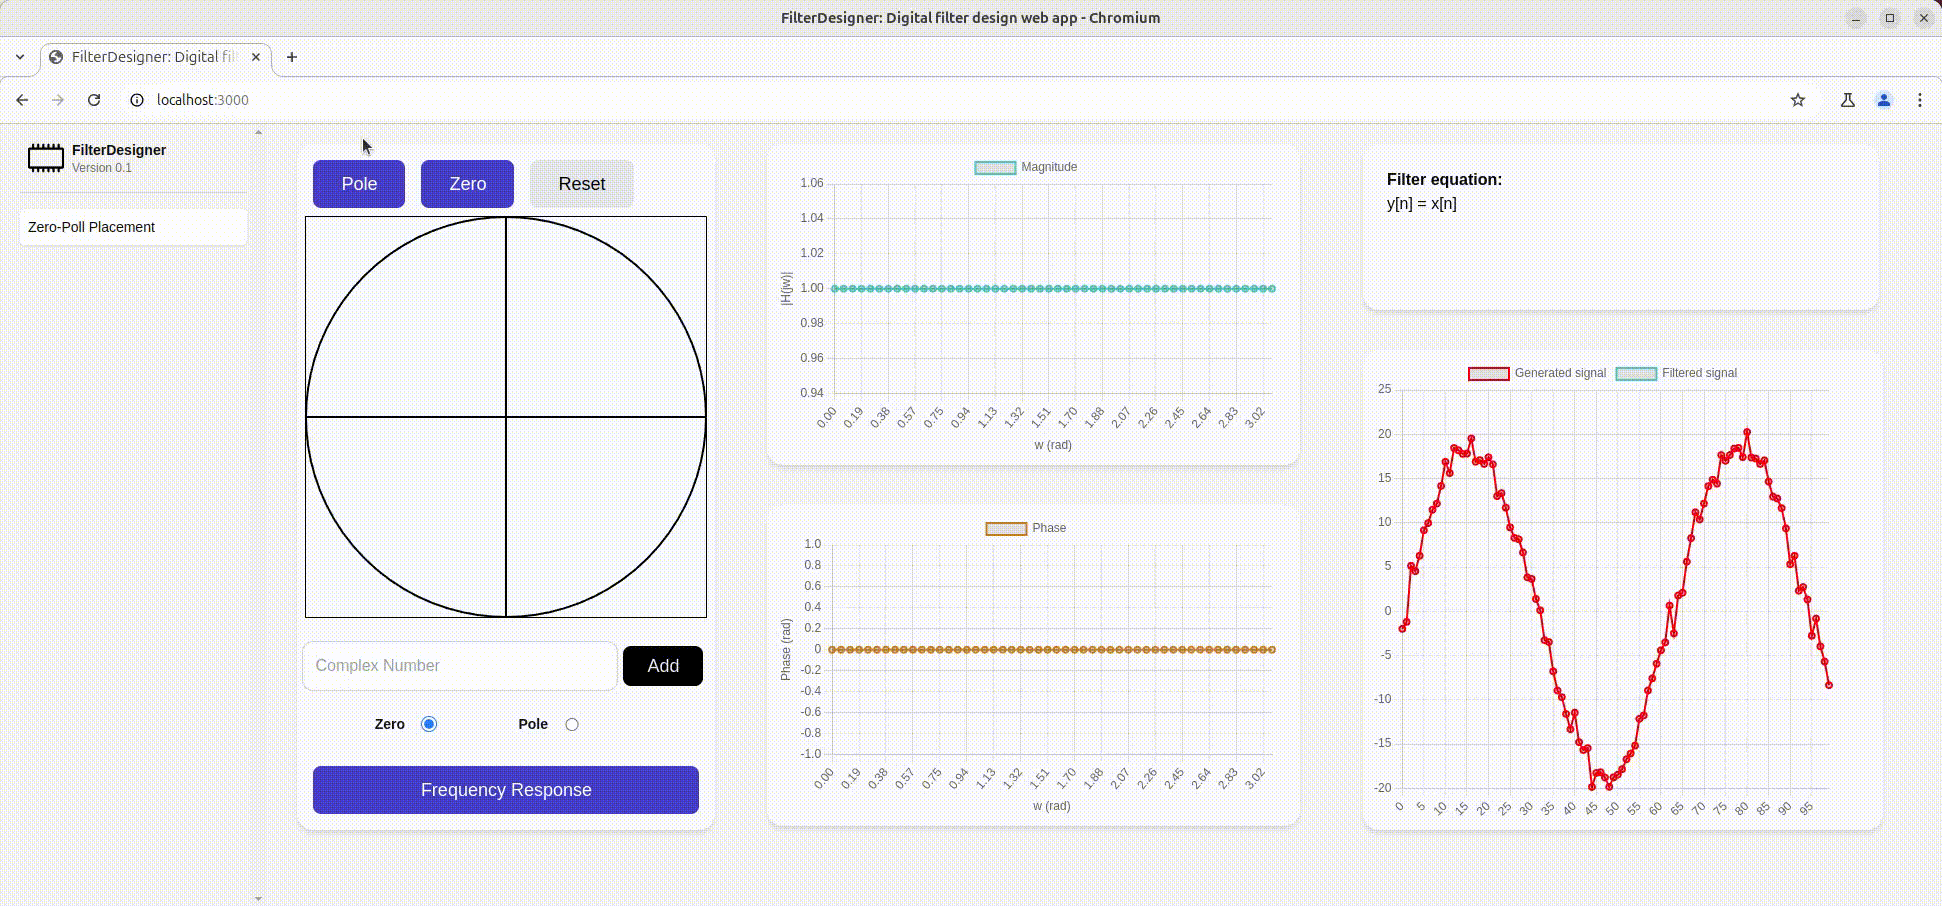 FilterDesigner: Digital filter design web app - Chromium
FilterDesigner: Digital fil
localhost:3000
FilterDesigner
Version 0.1
Zero-Poll Placement
Pole
Zero
Reset
Complex Number
Add
Zero
Pole
Frequency Response
Magnitude
1.06
1.04
1.02
1.00
0.98
0.96
0.94
|H(jw)|
0.00 0.19 0.38 0.57 0.75 0.94 1.13 1.32 1.51 1.70 1.88 2.07 2.26 2.45 2.64 2.83 3.02
w (rad)
Phase
1.0
0.8
0.6
0.4
0.2
0
-0.2
-0.4
-0.6
-0.8
-1.0
Phase (rad)
0.00 0.19 0.38 0.57 0.75 0.94 1.13 1.32 1.51 1.70 1.88 2.07 2.26 2.45 2.64 2.83 3.02
w (rad)
Filter equation:
y[n] = x[n]
Generated signal
Filtered signal
25
20
15
10
5
0
-5
-10
-15
-20
0 5 10 15 20 25 30 35 40 45 50 55 60 65 70 75 80 85 90 95